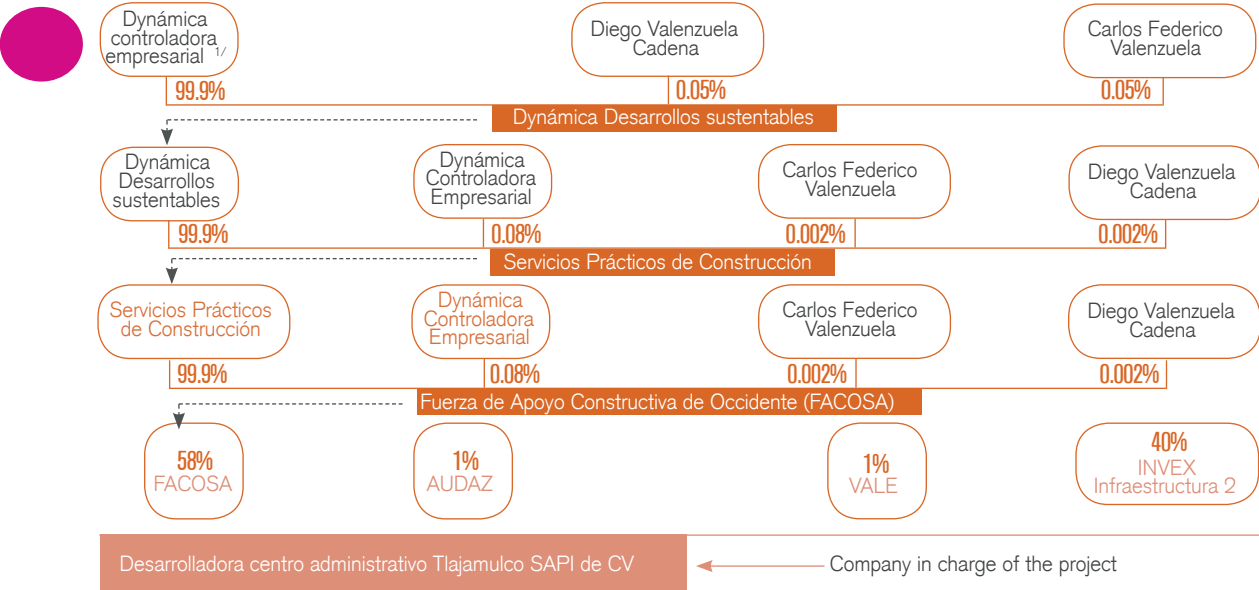 Dynámica
controladora
empresarial 1/
Diego Valenzuela
Cadena
Carlos Federico
Valenzuela
99.9%
0.05%
0.05%
Dynámica Desarrollos sustentables
Dynámica
Desarrollos
sustentables
Dynámica
Controladora
Empresarial
Carlos Federico
Valenzuela
Diego Valenzuela
Cadena
99.9%
0.08%
0.002%
0.002%
Servicios Prácticos de Construcción
Servicios Prácticos
de Construcción
Dynámica
Controladora
Empresarial
Carlos Federico
Valenzuela
Diego Valenzuela
Cadena
99.9%
0.08%
0.002%
0.002%
Fuerza de Apoyo Constructiva de Occidente (FACOSA)
58%
FACOSA
1%
AUDAZ
1%
VALE
40%
INVEX
Infraestructura 2
Desarrolladora centro administrativo Tlajamulco SAPI de CV
Company in charge of the project